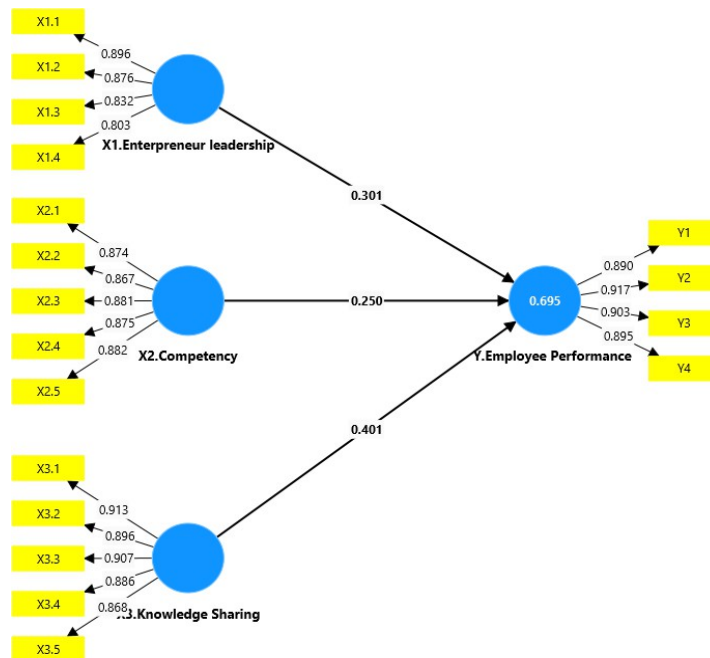 X1.1
0.896
X1.2
0.876
0.832
X1.3
0.803
X1.4
X1.Enterpreneur leadership
0.301
X2.1
0.874
X2.2
0.867
X2.3
0.881
0.875
X2.4
0.882
X2.Competency
X2.5
0.250
Y1
0.890
Y2
0.917
0.695
0.903
Y3
0.895
Y.Employee Performance
Y4
0.401
X3.1
0.913
X3.2
0.896
X3.3
0.907
0.886
X3.4
0.868
X3.Knowledge Sharing
X3.5